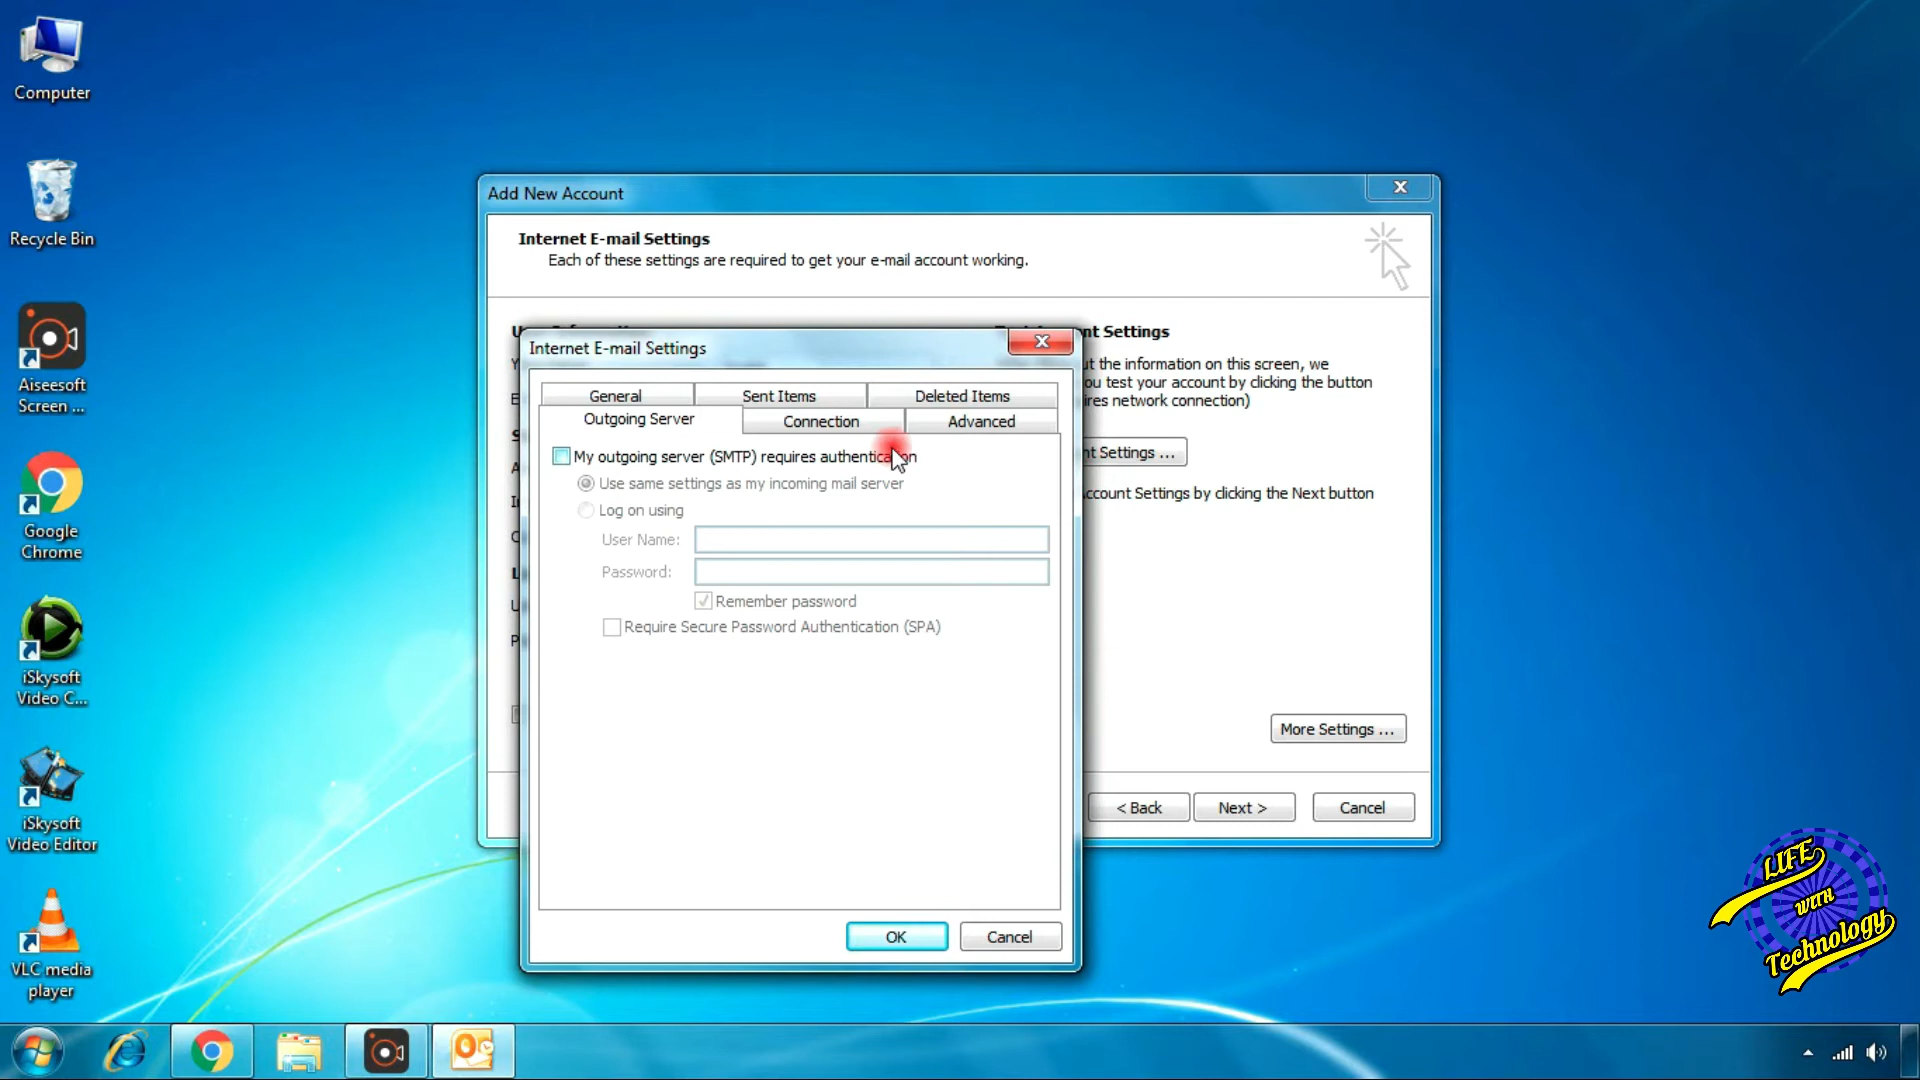 Computer
Recycle Bin
Aiseesoft
Screen ...
Google
Chrome
iSkysoft
Video C...
iSkysoft
Video Editor
VLC media
player
Add New Account
Internet E-mail Settings
Each of these settings are required to get your e-mail account working.
nt Settings
ut the information on this screen, we
ou test your account by clicking the button
ires network connection)
nt Settings ...
ccount Settings by clicking the Next button
More Settings ...
< Back
Next >
Cancel
Internet E-mail Settings
General
Sent Items
Deleted Items
Outgoing Server
Connection
Advanced
My outgoing server (SMTP) requires authentication
Use same settings as my incoming mail server
Log on using
User Name:
Password:
Remember password
Require Secure Password Authentication (SPA)
OK
Cancel
LIFE
with
Technology